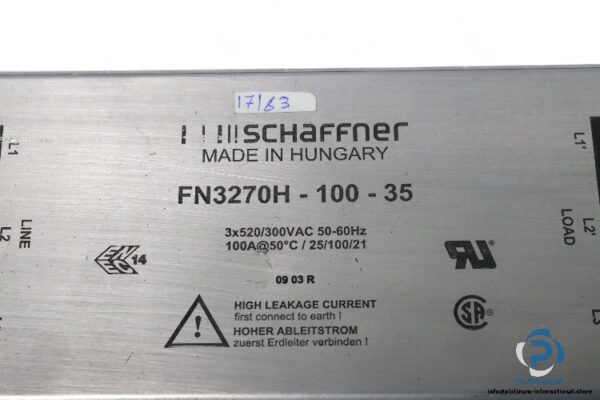 17163
SCHAFFNER
MADE IN HUNGARY
FN3270H - 100 - 35
3x520/300VAC 50-60Hz
100A@50°C / 25/100/21
L1
LINE
L2
L1'
LOAD
L2'
L3
ENEC 14
09 03 R
HIGH LEAKAGE CURRENT
first connect to earth !
HOHER ABLEITSTROM
zuerst Erdleiter verbinden !
info@platinum-international.store